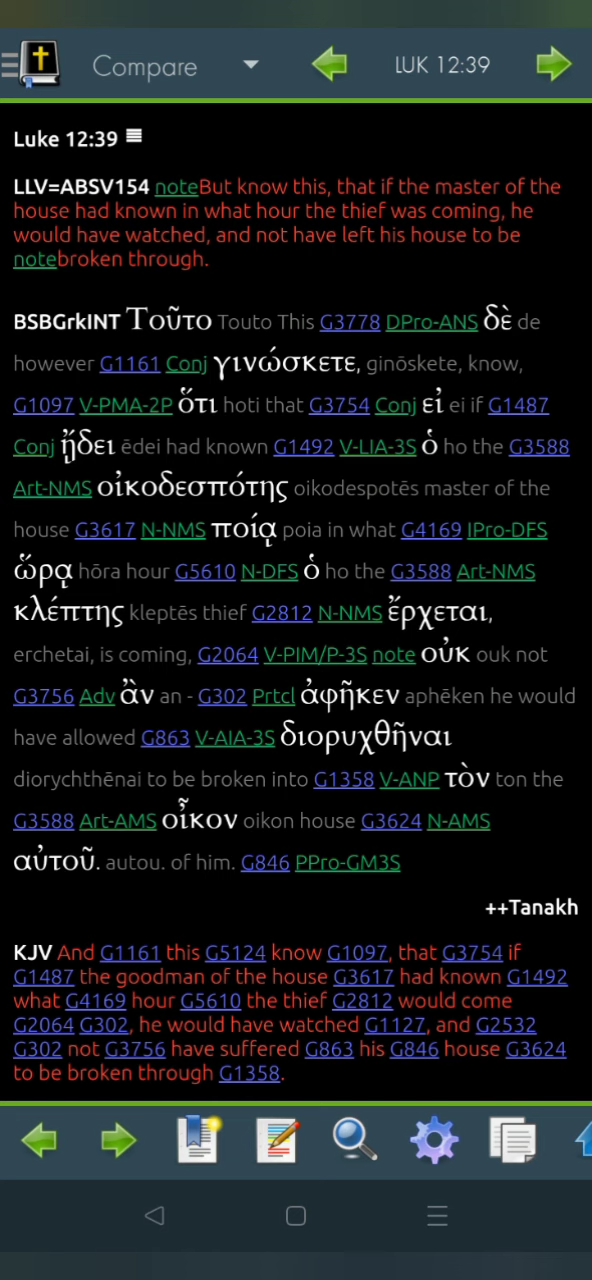 Compare
LUK 12:39
Luke 12:39
LLV=ABSV154 noteBut know this, that if the master of the
house had known in what hour the thief was coming, he
would have watched, and not have left his house to be
notebroken through.
BSBGrkINT Τοῦτο Touto This G3778 DPro-ANS δὲ de
however G1161 Conj γινώσκετε, ginōskete, know,
G1097 V-PMA-2P ὅτι hoti that G3754 Conj εἰ ei if G1487
Conj ᾔδει ēdei had known G1492 V-LIA-3S ὁ ho the G3588
Art-NMS οἰκοδεσπότης oikodespotēs master of the
house G3617 N-NMS ποίᾳ poia in what G4169 IPro-DFS
ὥρᾳ hōra hour G5610 N-DFS ὁ ho the G3588 Art-NMS
κλέπτης kleptēs thief G2812 N-NMS ἔρχεται,
erchetai, is coming, G2064 V-PIM/P-3S note οὐκ ouk not
G3756 Adv ἂν an - G302 Prtcl ἀφῆκεν aphēken he would
have allowed G863 V-AIA-3S διορυχθῆναι
diorychthēnai to be broken into G1358 V-ANP τὸν ton the
G3588 Art-AMS οἶκον oikon house G3624 N-AMS
αὐτοῦ. autou. of him. G846 PPro-GM3S
++Tanakh
KJV And G1161 this G5124 know G1097, that G3754 if
G1487 the goodman of the house G3617 had known G1492
what G4169 hour G5610 the thief G2812 would come
G2064 G302, he would have watched G1127, and G2532
G302 not G3756 have suffered G863 his G846 house G3624
to be broken through G1358.